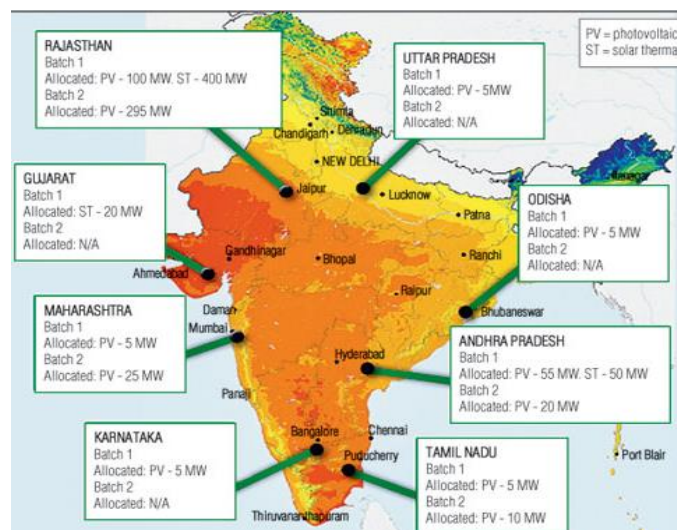 RAJASTHAN
Batch 1
Allocated: PV - 100 MW. ST - 400 MW
Batch 2
Allocated: PV - 295 MW
UTTAR PRADESH
Batch 1
Allocated: PV - 5MW
Batch 2
Allocated: N/A
PV = photovoltaic
ST = solar therma
Shimla
Chandigarh
Dehradun
NEW DELHI
GUJARAT
Batch 1
Allocated: ST - 20 MW
Batch 2
Allocated: N/A
Jaipur
Lucknow
Patna
ODISHA
Batch 1
Allocated: PV - 5 MW
Batch 2
Allocated: N/A
Gandhinagar
Ahmedabad
Bhopal
Ranchi
Raipur
Bhubaneswar
MAHARASHTRA
Batch 1
Allocated: PV - 5 MW
Batch 2
Allocated: PV - 25 MW
Daman
Mumbai
Hyderabad
Panaji
ANDHRA PRADESH
Batch 1
Allocated: PV - 55 MW. ST - 50 MW
Batch 2
Allocated: PV - 20 MW
KARNATAKA
Batch 1
Allocated: PV - 5 MW
Batch 2
Allocated: N/A
Bangalore
Chennai
Puducherry
Thiruvananthapuram
TAMIL NADU
Batch 1
Allocated: PV - 5 MW
Batch 2
Allocated: PV - 10 MW
Port Blair